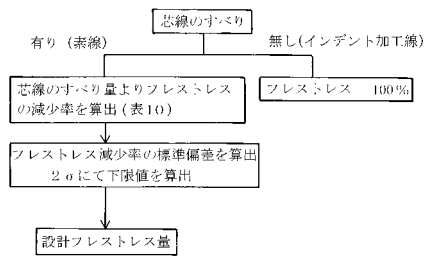 芯線のすべり
有り（素線）
無し(インデント加工線)
芯線のすべり量よりプレストレス
の減少率を算出(表10)
プレストレス 100%
プレストレス減少率の標準偏差を算出
2σにて下限値を算出
設計プレストレス量